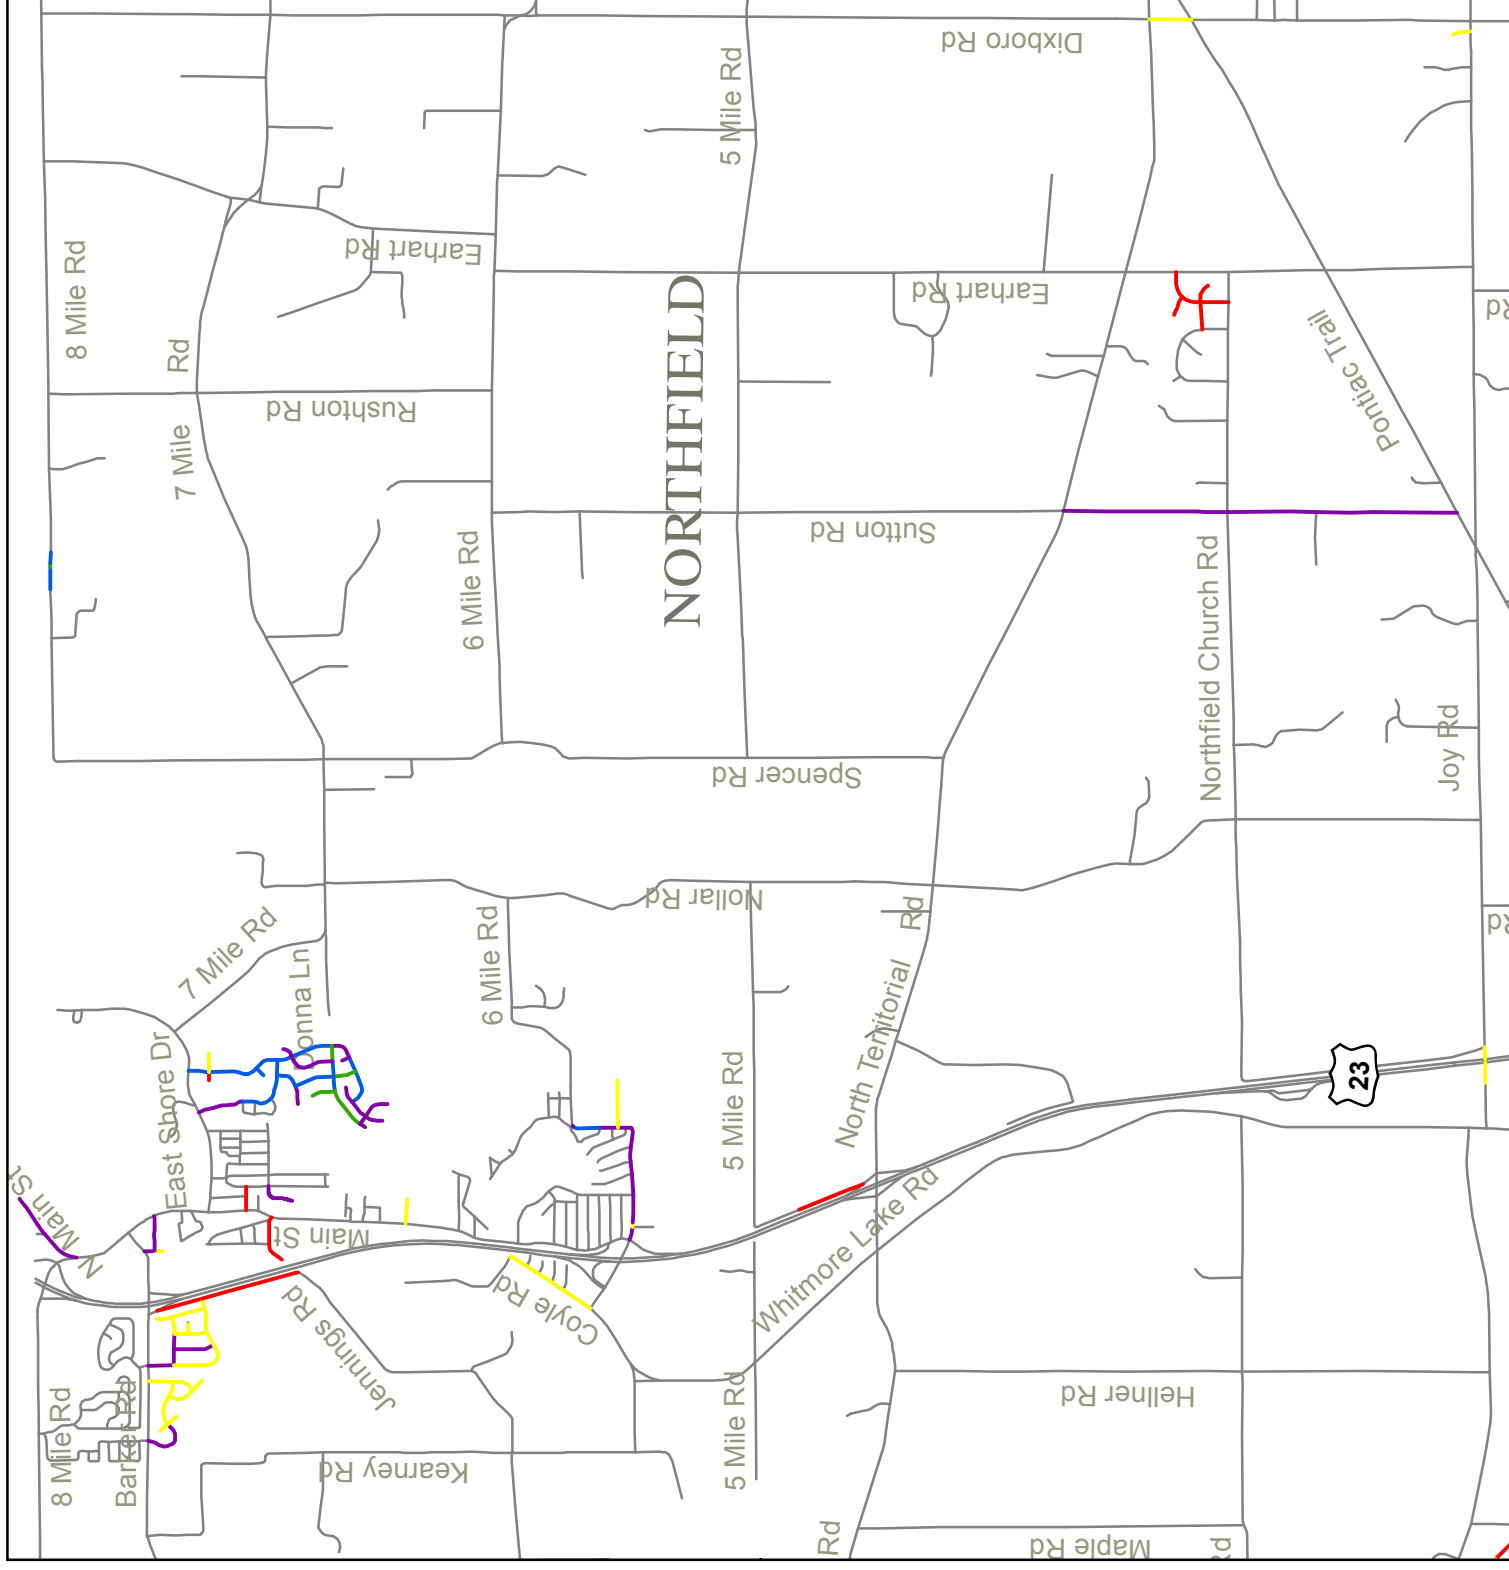 Dixboro Rd
5 Mile Rd
8 Mile Rd
Earhart Rd
Earhart Rd
Rd
Pontiac Trail
Rd
7 Mile
Rushton Rd
NORTHFIELD
6 Mile Rd
Sutton Rd
Northfield Church Rd
Joy Rd
Spencer Rd
Nollar Rd
Rd
Rd
7 Mile Rd
6 Mile Rd
Donna Ln
North Territorial
East Shore Dr
5 Mile Rd
23
N Main St
Main St
Whitmore Lake Rd
Jennings Rd
Coyle Rd
8 Mile Rd
Barker Rd
5 Mile Rd
Hellner Rd
Kearney Rd
Rd
Maple Rd
Rd